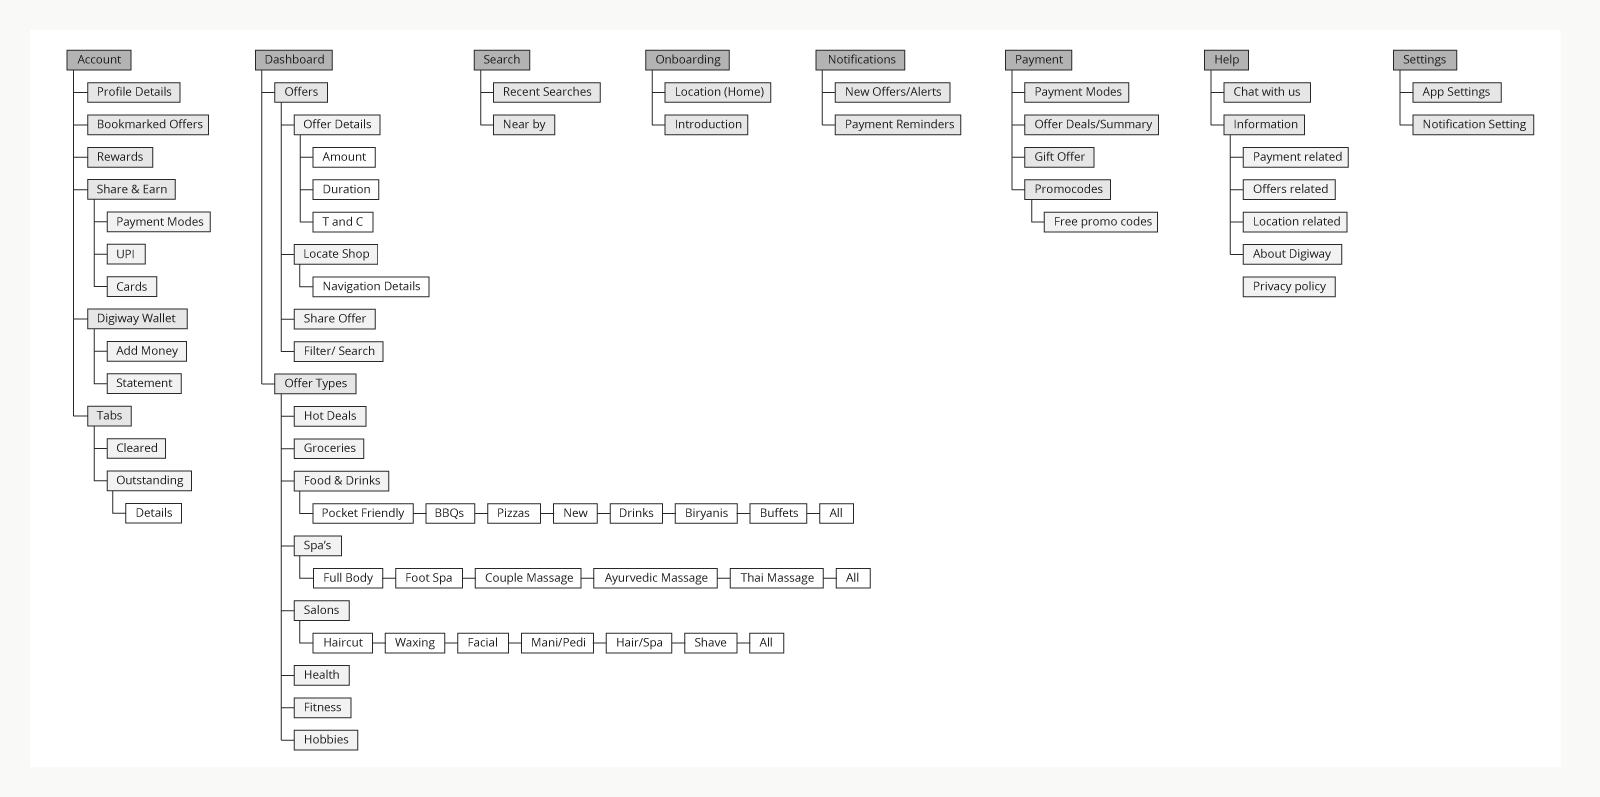 Account
Profile Details
Bookmarked Offers
Rewards
Share & Earn
Payment Modes
UPI
Cards
Digiway Wallet
Add Money
Statement
Tabs
Cleared
Outstanding
Details
Dashboard
Offers
Offer Details
Amount
Duration
T and C
Locate Shop
Navigation Details
Share Offer
Filter/ Search
Offer Types
Hot Deals
Groceries
Food & Drinks
Pocket Friendly BBQs Pizzas New Drinks Biryanis Buffets All
Spa's
Full Body Foot Spa Couple Massage Ayurvedic Massage Thai Massage All
Salons
Haircut Waxing Facial Mani/Pedi Hair/Spa Shave All
Health
Fitness
Hobbies
Search
Recent Searches
Near by
Onboarding
Location (Home)
Introduction
Notifications
New Offers/Alerts
Payment Reminders
Payment
Payment Modes
Offer Deals/Summary
Gift Offer
Promocodes
Free promo codes
Help
Chat with us
Information
Payment related
Offers related
Location related
About Digiway
Privacy policy
Settings
App Settings
Notification Setting